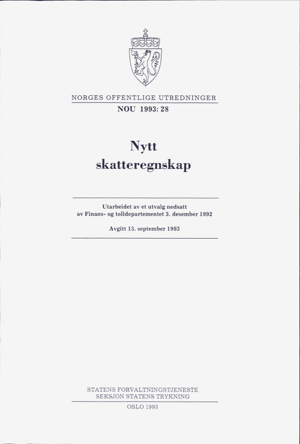 NORGES OFFENTLIGE UTREDNINGER
NOU 1993: 28
Nytt
skatteregnskap
Utarbeidet av et utvalg nedsatt
av Finans- og tolldepartementet 3. desember 1992
Avgitt 13. september 1993
STATENS FORVALTNINGSTJENESTE
SEKSJON STATENS TRYKNING
OSLO 1993